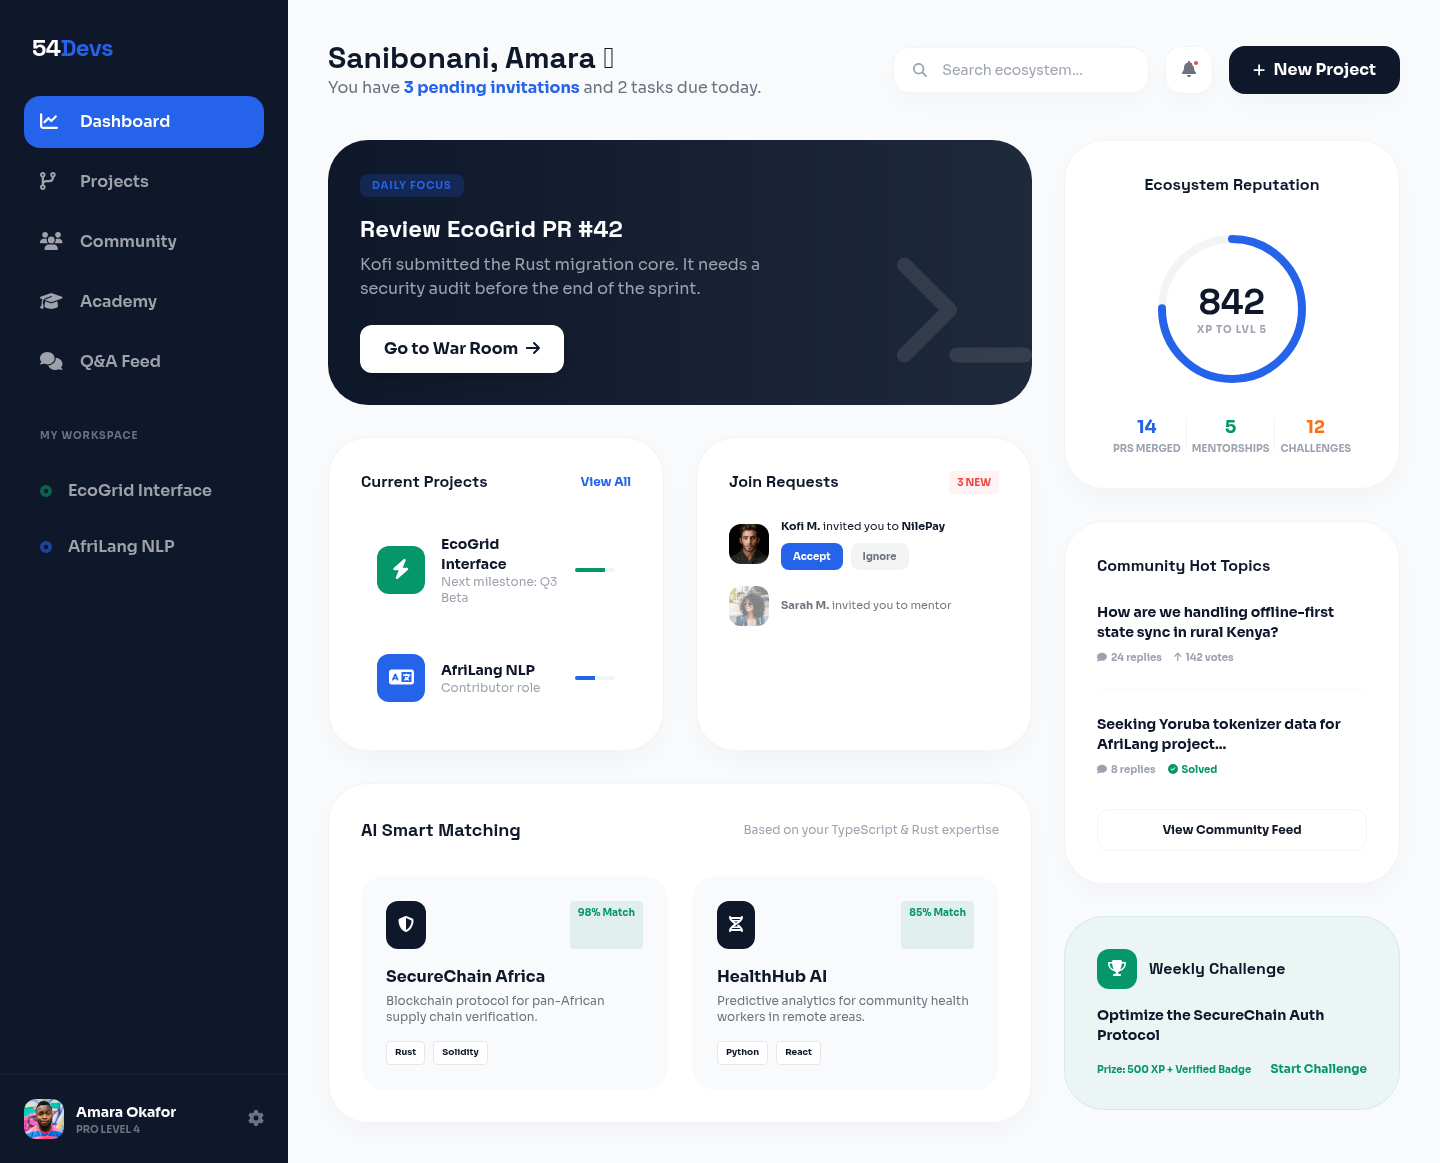 54Devs
Dashboard
Projects
Community
Academy
Q&A Feed
MY WORKSPACE
EcoGrid Interface
AfriLang NLP
Amara Okafor
PRO LEVEL 4
Sanibonani, Amara
You have 3 pending invitations and 2 tasks due today.
Search ecosystem...
+ New Project
DAILY FOCUS
Review EcoGrid PR #42
Kofi submitted the Rust migration core. It needs a
security audit before the end of the sprint.
Go to War Room →
Current Projects
View All
EcoGrid
Interface
Next milestone: Q3
Beta
AfriLang NLP
Contributor role
Join Requests
3 NEW
Kofi M. invited you to NilePay
Accept
Ignore
Sarah M. invited you to mentor
AI Smart Matching
Based on your TypeScript & Rust expertise
98% Match
SecureChain Africa
Blockchain protocol for pan-African
supply chain verification.
Rust
Solidity
85% Match
HealthHub AI
Predictive analytics for community health
workers in remote areas.
Python
React
Ecosystem Reputation
842
XP TO LVL 5
14
PRS MERGED
5
MENTORSHIPS
12
CHALLENGES
Community Hot Topics
How are we handling offline-first
state sync in rural Kenya?
24 replies
142 votes
Seeking Yoruba tokenizer data for
AfriLang project...
8 replies
Solved
View Community Feed
Weekly Challenge
Optimize the SecureChain Auth
Protocol
Prize: 500 XP + Verified Badge
Start Challenge